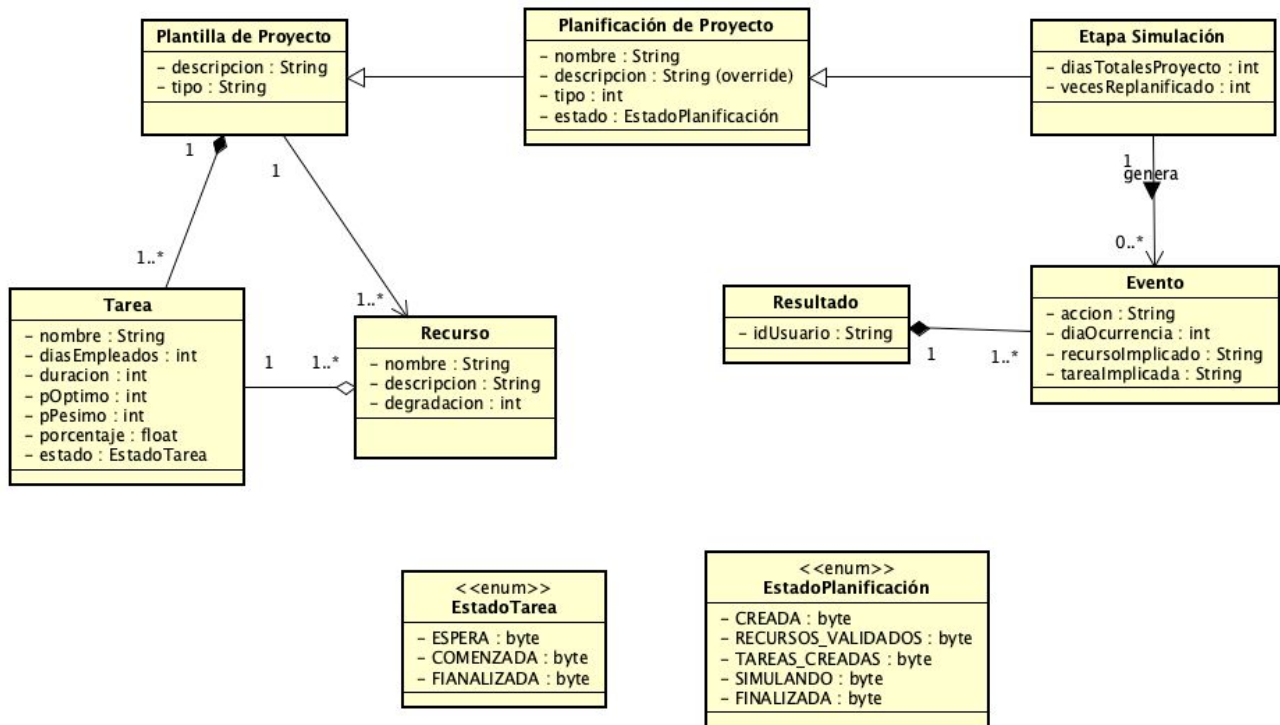 Plantilla de Proyecto
- descripcion : String
- tipo : String
Planificación de Proyecto
- nombre : String
- descripcion : String (override)
- tipo : int
- estado : EstadoPlanificación
Etapa Simulación
- diasTotalesProyecto : int
- vecesReplanificado : int
1
1
1
genera
1..*
1..*
0..*
Tarea
- nombre : String
- diasEmpleados : int
- duracion : int
- pOptimo : int
- pPesimo : int
- porcentaje : float
- estado : EstadoTarea
1
1..*
Recurso
- nombre : String
- descripcion : String
- degradacion : int
Resultado
- idUsuario : String
1
1..*
Evento
- accion : String
- diaOcurrencia : int
- recursoImplicado : String
- tareaImplicada : String
<<enum>>
EstadoTarea
- ESPERA : byte
- COMENZADA : byte
- FIANALIZADA : byte
<<enum>>
EstadoPlanificación
- CREADA : byte
- RECURSOS_VALIDADOS : byte
- TAREAS_CREADAS : byte
- SIMULANDO : byte
- FINALIZADA : byte